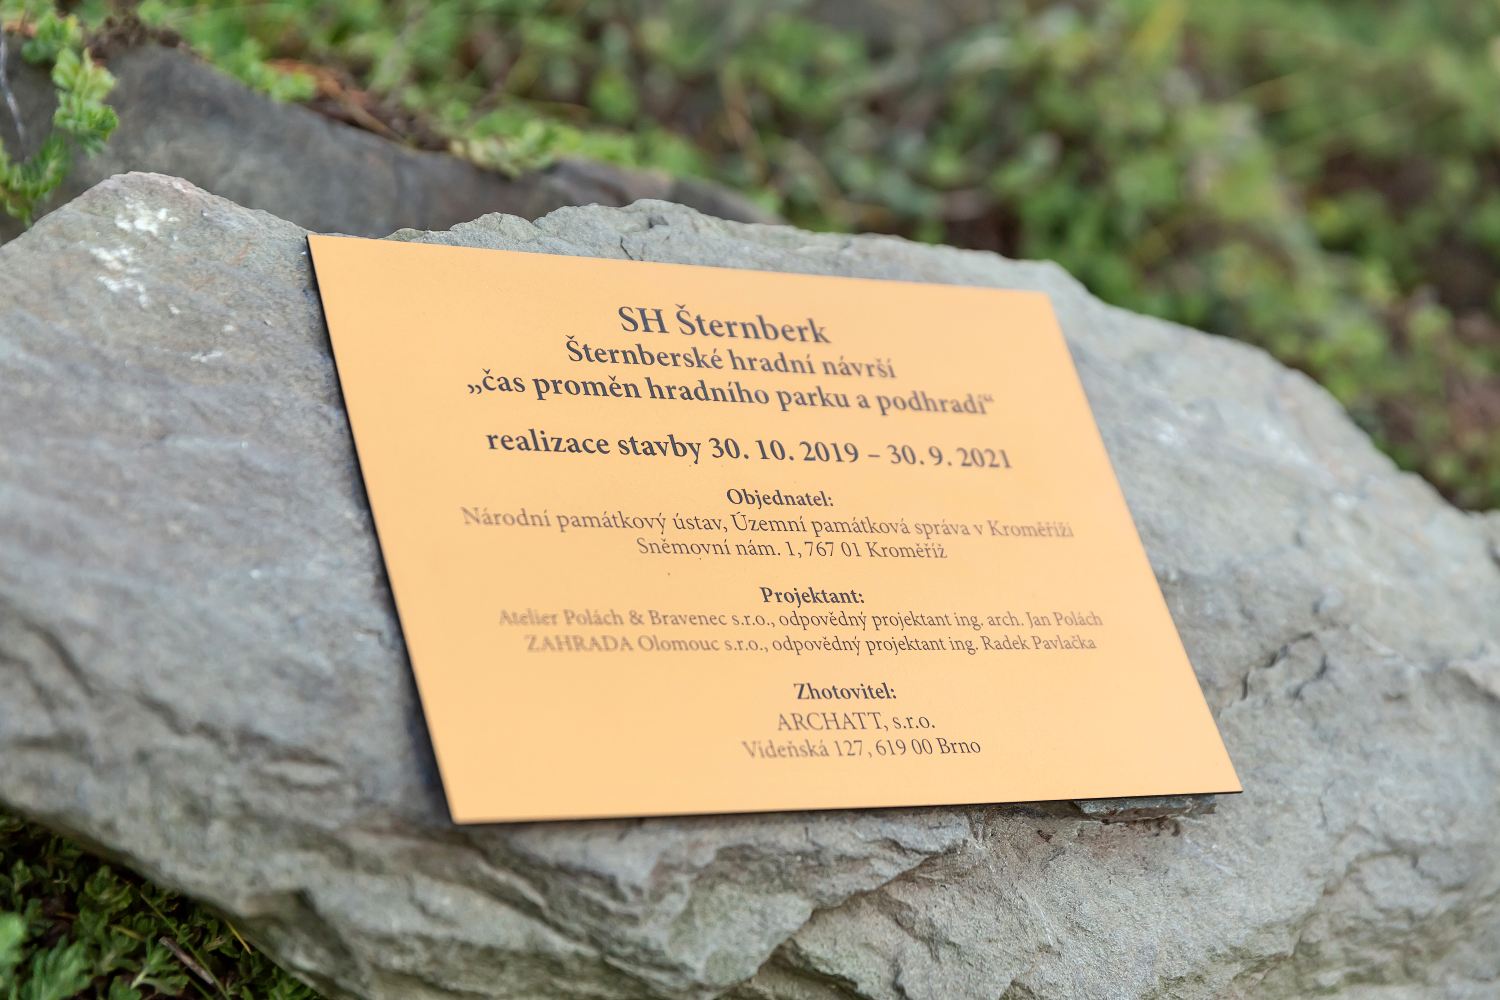 SH Šternberk
Šternberské hradní návrší
„čas proměn hradního parku a podhradí“
realizace stavby 30. 10. 2019 – 30. 9. 2021
Objednatel:
Národní památkový ústav, Územní památková správa v Kroměříži
Sněmovní nám. 1, 767 01 Kroměříž
Projektant:
Atelier Polách & Bravenec s.r.o., odpovědný projektant ing. arch. Jan Polách
ZAHRADA Olomouc s.r.o., odpovědný projektant ing. Radek Pavlačka
Zhotovitel:
ARCHATT, s.r.o.
Vídeňská 127, 619 00 Brno